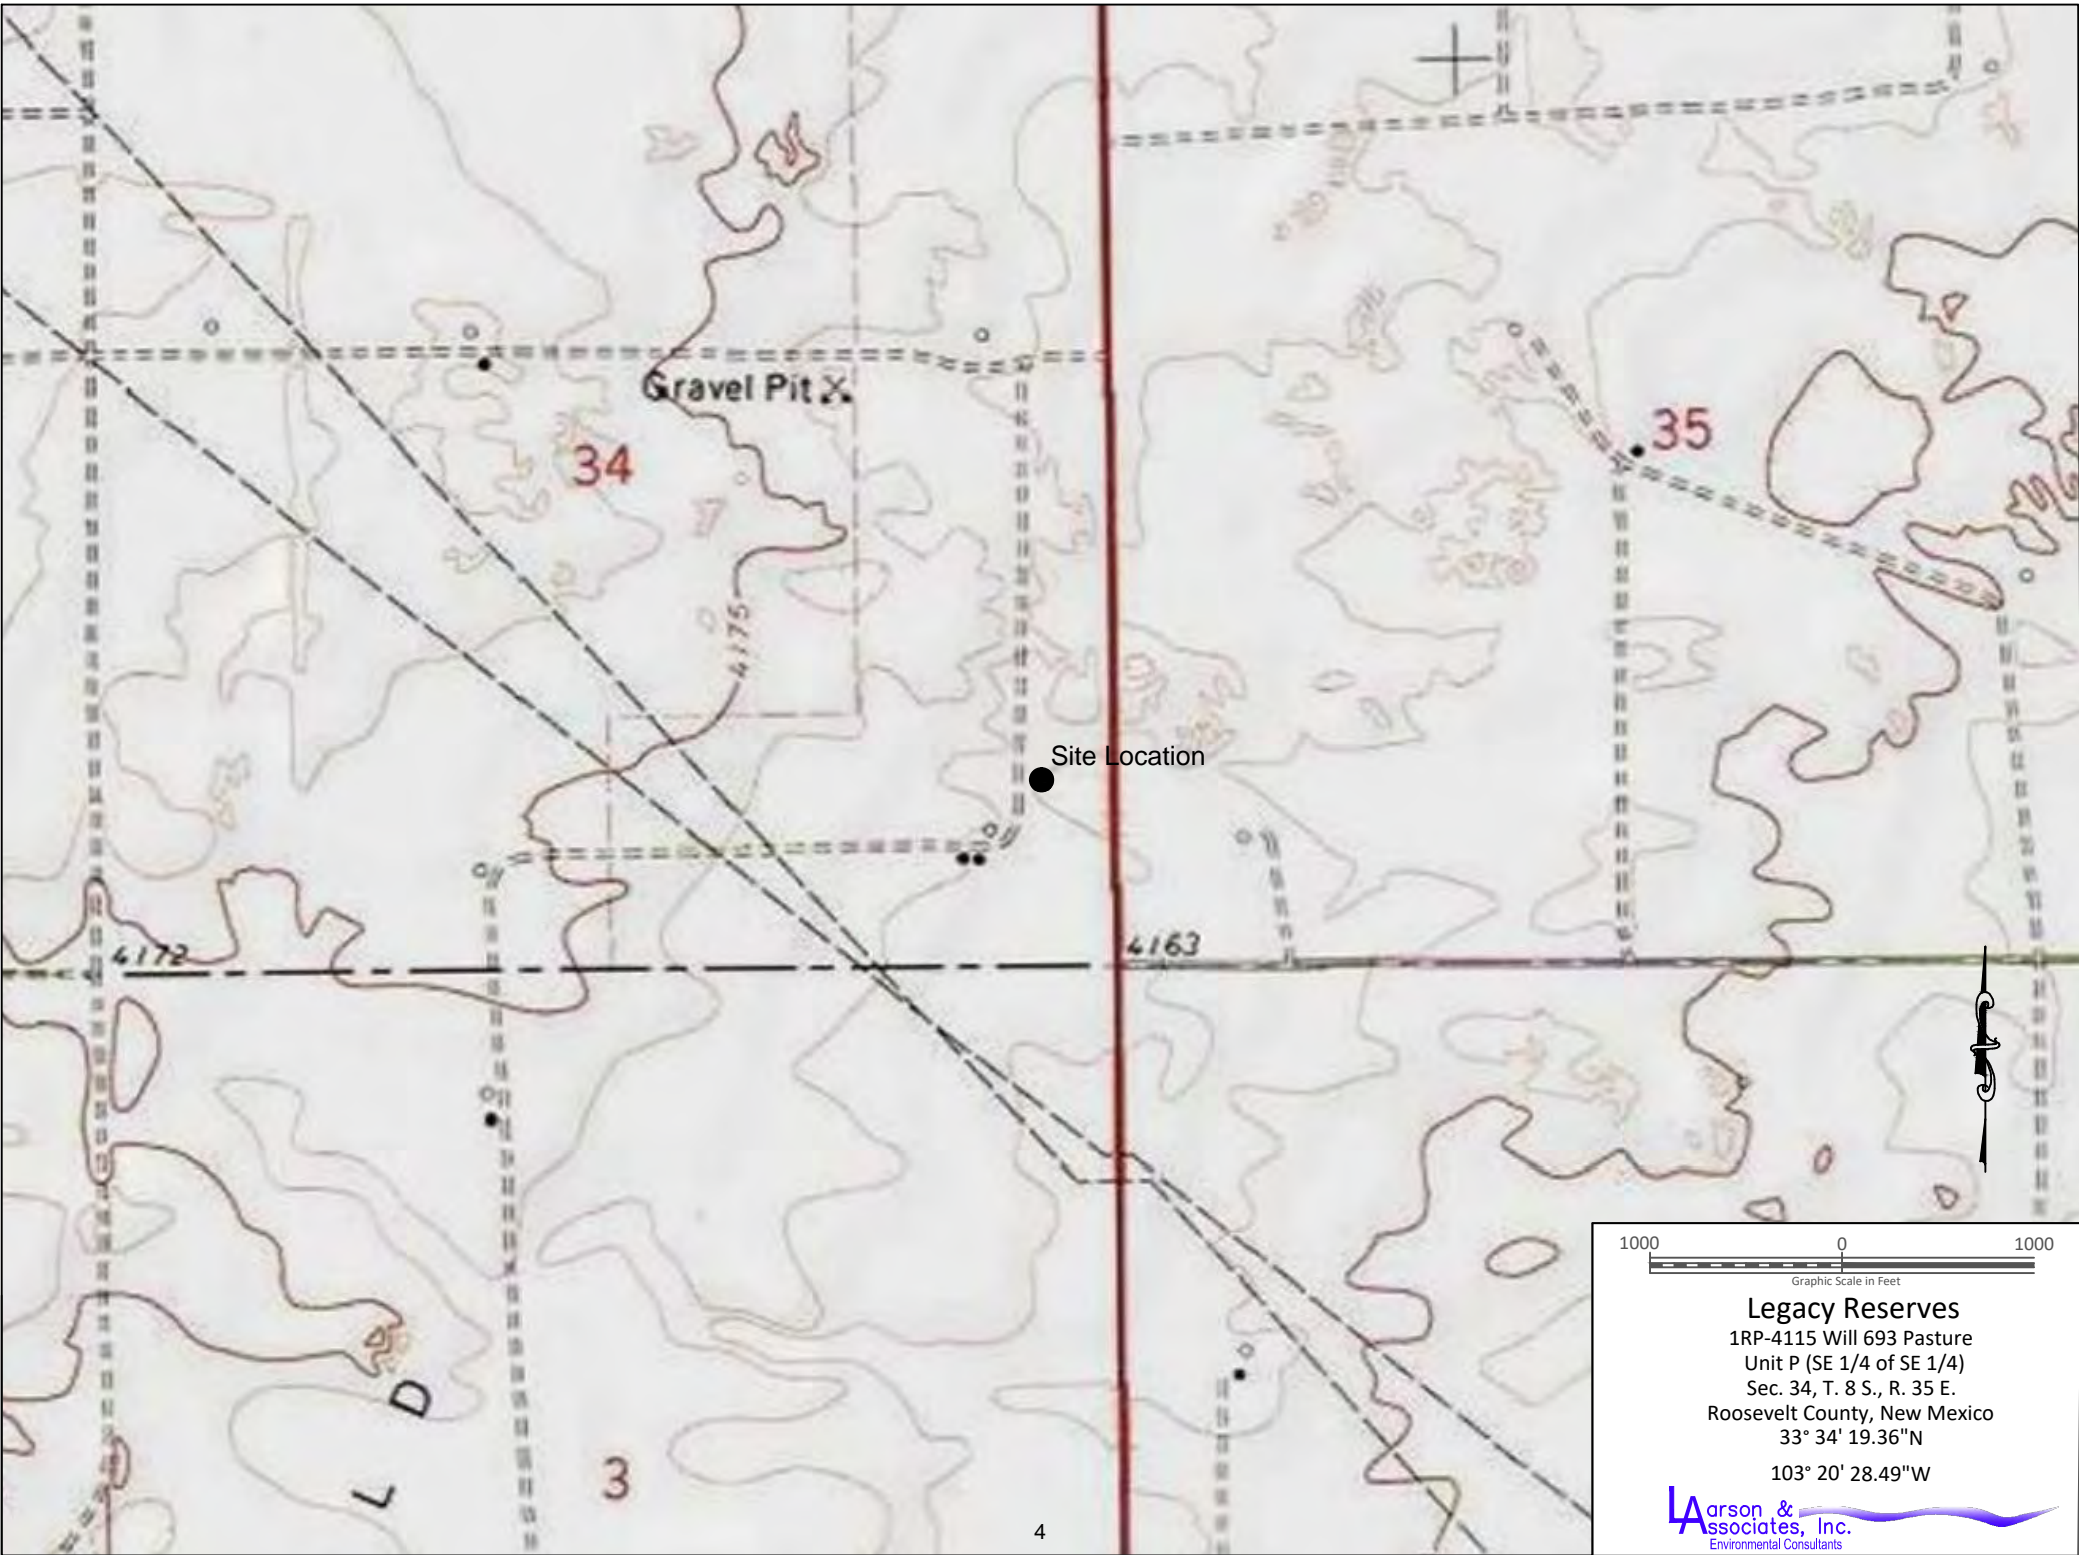 Gravel Pit
34
35
4175
Site Location
4172
4163
L D
3
4
1000 0 1000
Graphic Scale in Feet
Legacy Reserves
1RP-4115 Will 693 Pasture
Unit P (SE 1/4 of SE 1/4)
Sec. 34, T. 8 S., R. 35 E.
Roosevelt County, New Mexico
33° 34' 19.36"N
103° 20' 28.49"W
Larson &
Associates, Inc.
Environmental Consultants